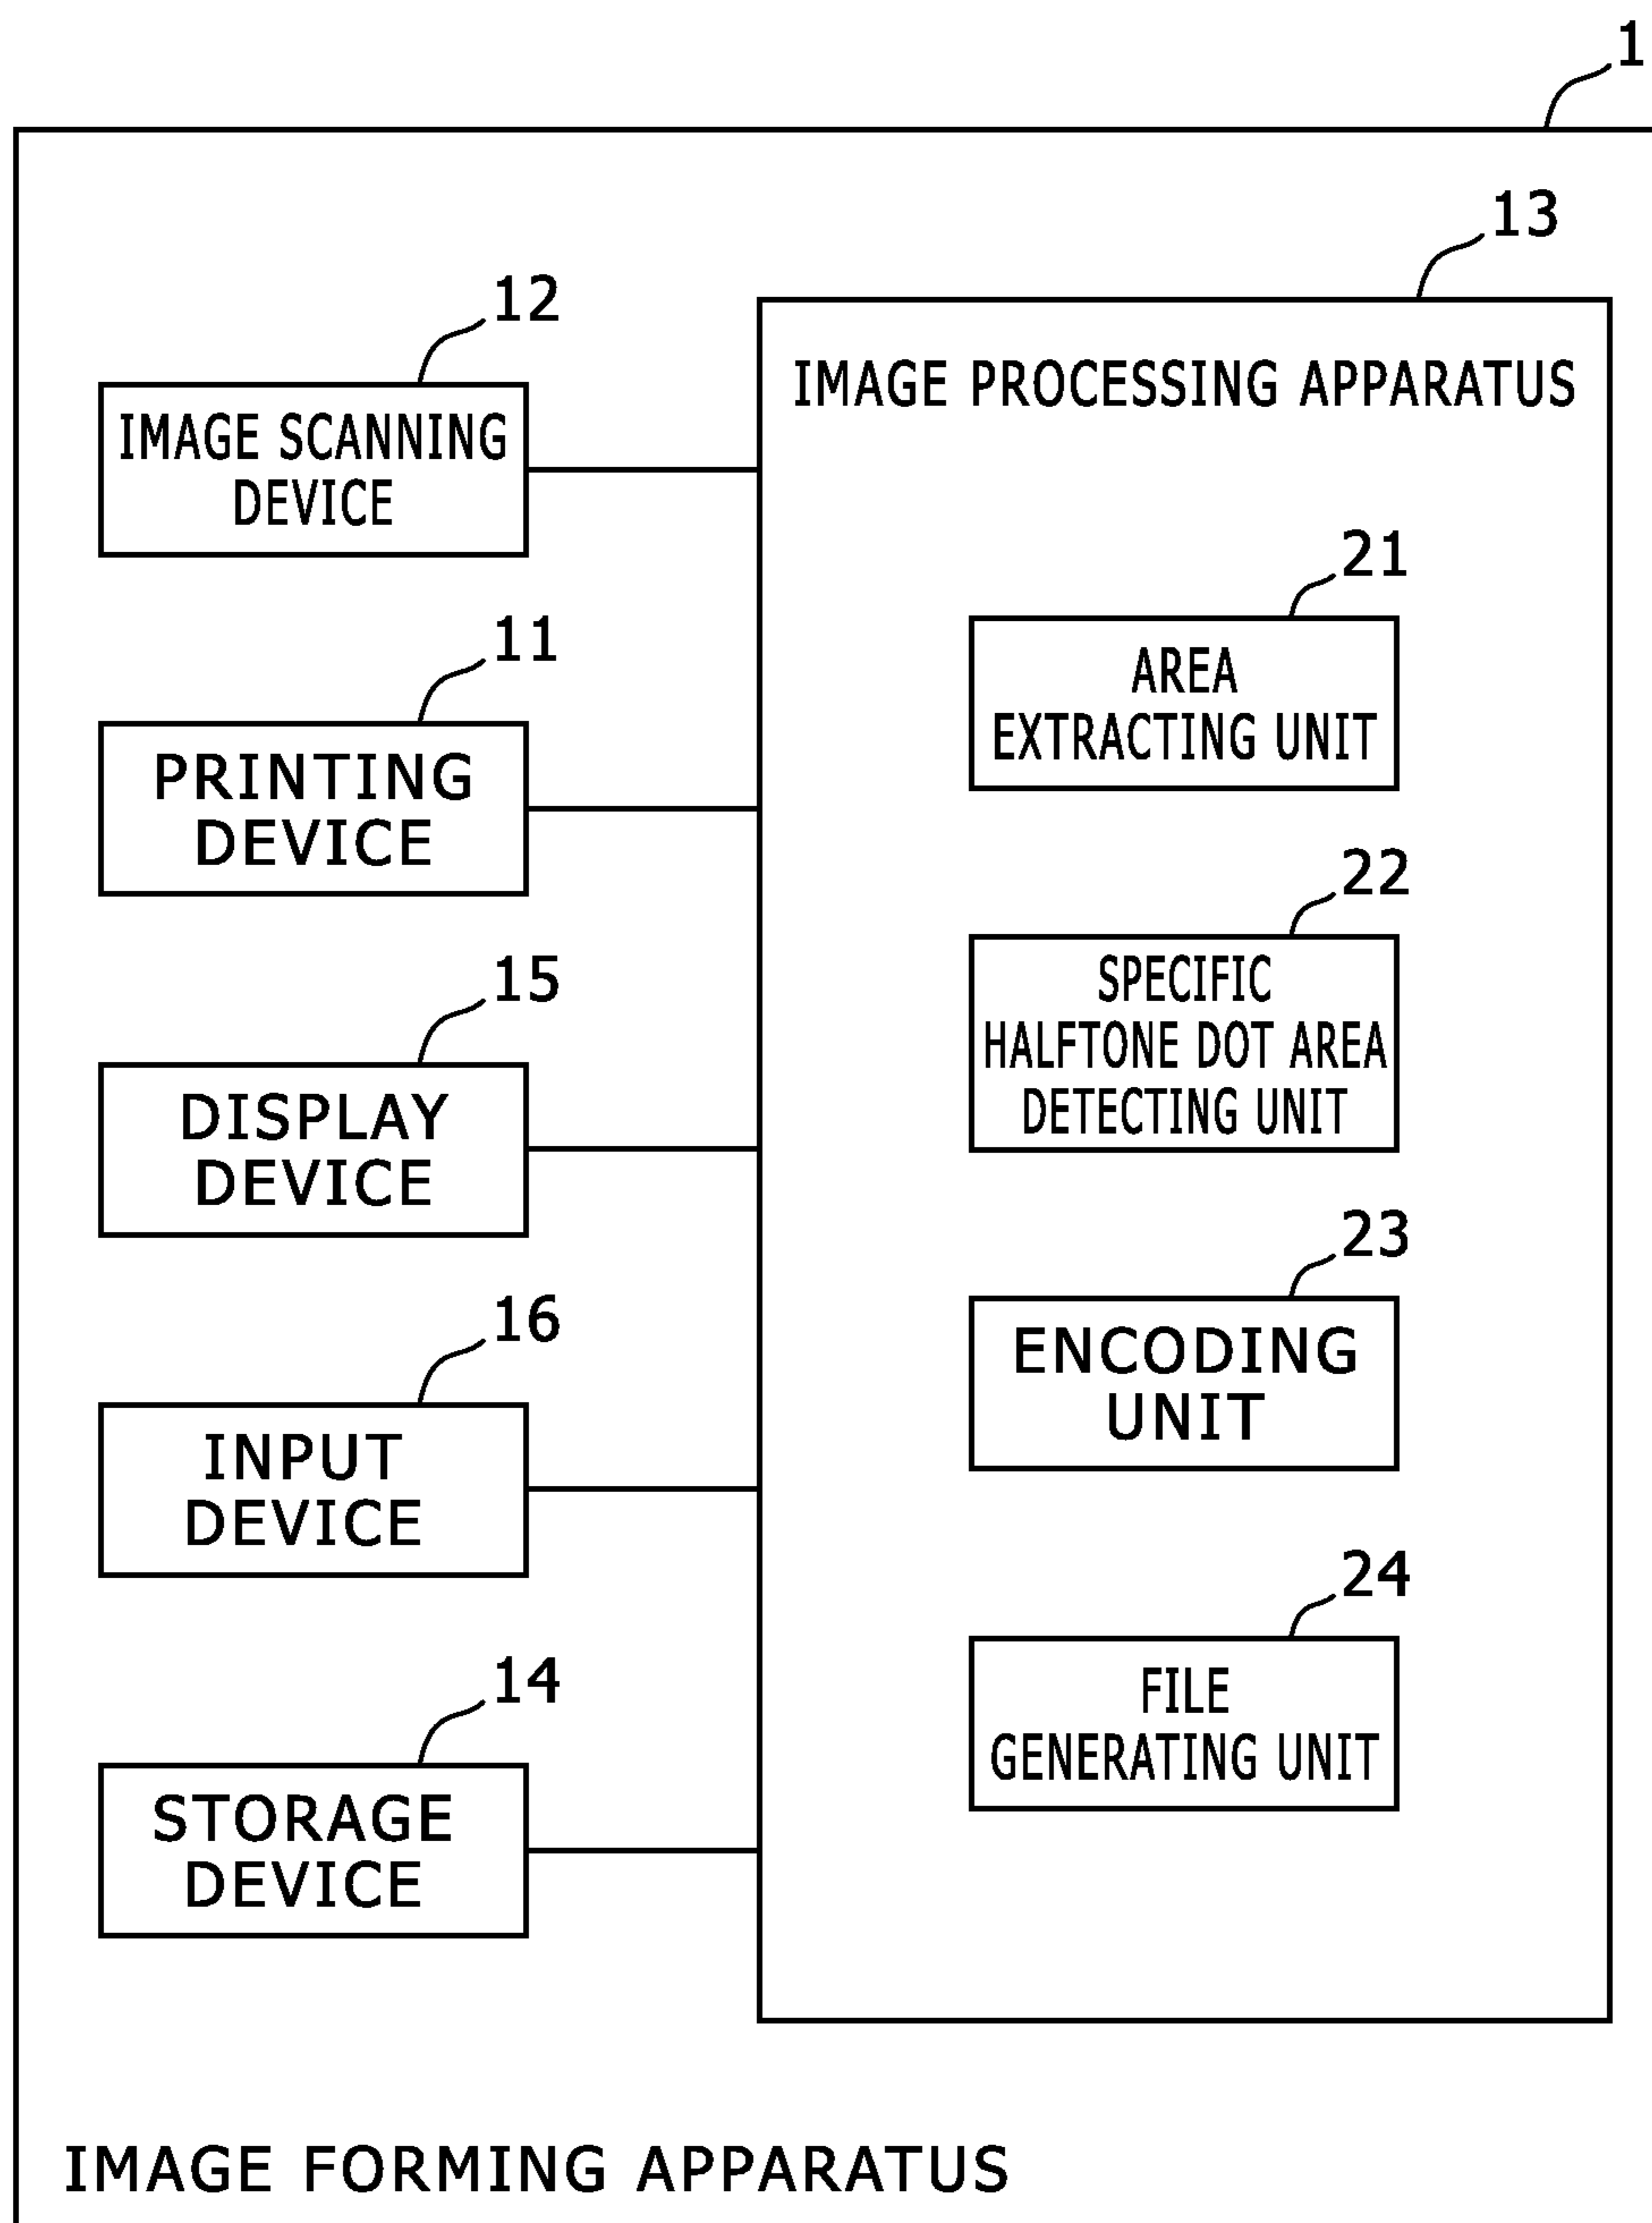 1
13
IMAGE PROCESSING APPARATUS
12
IMAGE SCANNING
DEVICE
11
PRINTING
DEVICE
15
DISPLAY
DEVICE
16
INPUT
DEVICE
14
STORAGE
DEVICE
21
AREA
EXTRACTING UNIT
22
SPECIFIC
HALFTONE DOT AREA
DETECTING UNIT
23
ENCODING
UNIT
24
FILE
GENERATING UNIT
IMAGE FORMING APPARATUS